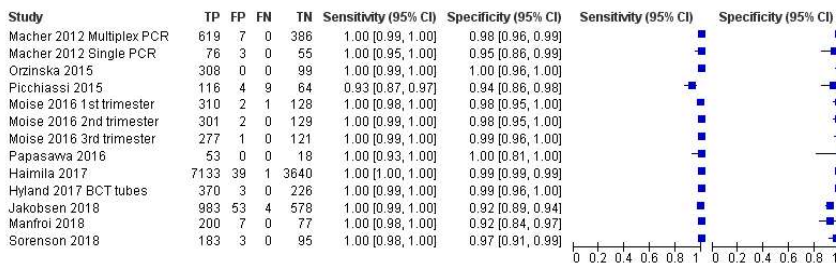 Study TP FP FN TN Sensitivity (95% CI) Specificity (95% CI) Sensitivity (95% CI) Specificity (95% CI)
Macher 2012 Multiplex PCR 619 7 0 386 1.00 [0.99, 1.00] 0.98 [0.96, 0.99]
Macher 2012 Single PCR 76 3 0 55 1.00 [0.95, 1.00] 0.95 [0.86, 0.99]
Orzinska 2015 308 0 0 99 1.00 [0.99, 1.00] 1.00 [0.96, 1.00]
Picchiassi 2015 116 4 9 64 0.93 [0.87, 0.97] 0.94 [0.86, 0.98]
Moise 2016 1st trimester 310 2 1 128 1.00 [0.98, 1.00] 0.98 [0.95, 1.00]
Moise 2016 2nd trimester 301 2 0 129 1.00 [0.99, 1.00] 0.98 [0.95, 1.00]
Moise 2016 3rd trimester 277 1 0 121 1.00 [0.99, 1.00] 0.99 [0.96, 1.00]
Papasavva 2016 53 0 0 18 1.00 [0.93, 1.00] 1.00 [0.81, 1.00]
Haimila 2017 7133 39 1 3640 1.00 [1.00, 1.00] 0.99 [0.99, 0.99]
Hyland 2017 BCT tubes 370 3 0 226 1.00 [0.99, 1.00] 0.99 [0.96, 1.00]
Jakobsen 2018 983 53 4 578 1.00 [0.99, 1.00] 0.92 [0.89, 0.94]
Manfroi 2018 200 7 0 77 1.00 [0.98, 1.00] 0.92 [0.84, 0.97]
Sorenson 2018 183 3 0 95 1.00 [0.98, 1.00] 0.97 [0.91, 0.99]
0 0.2 0.4 0.6 0.8 1 0 0.2 0.4 0.6 0.8 1